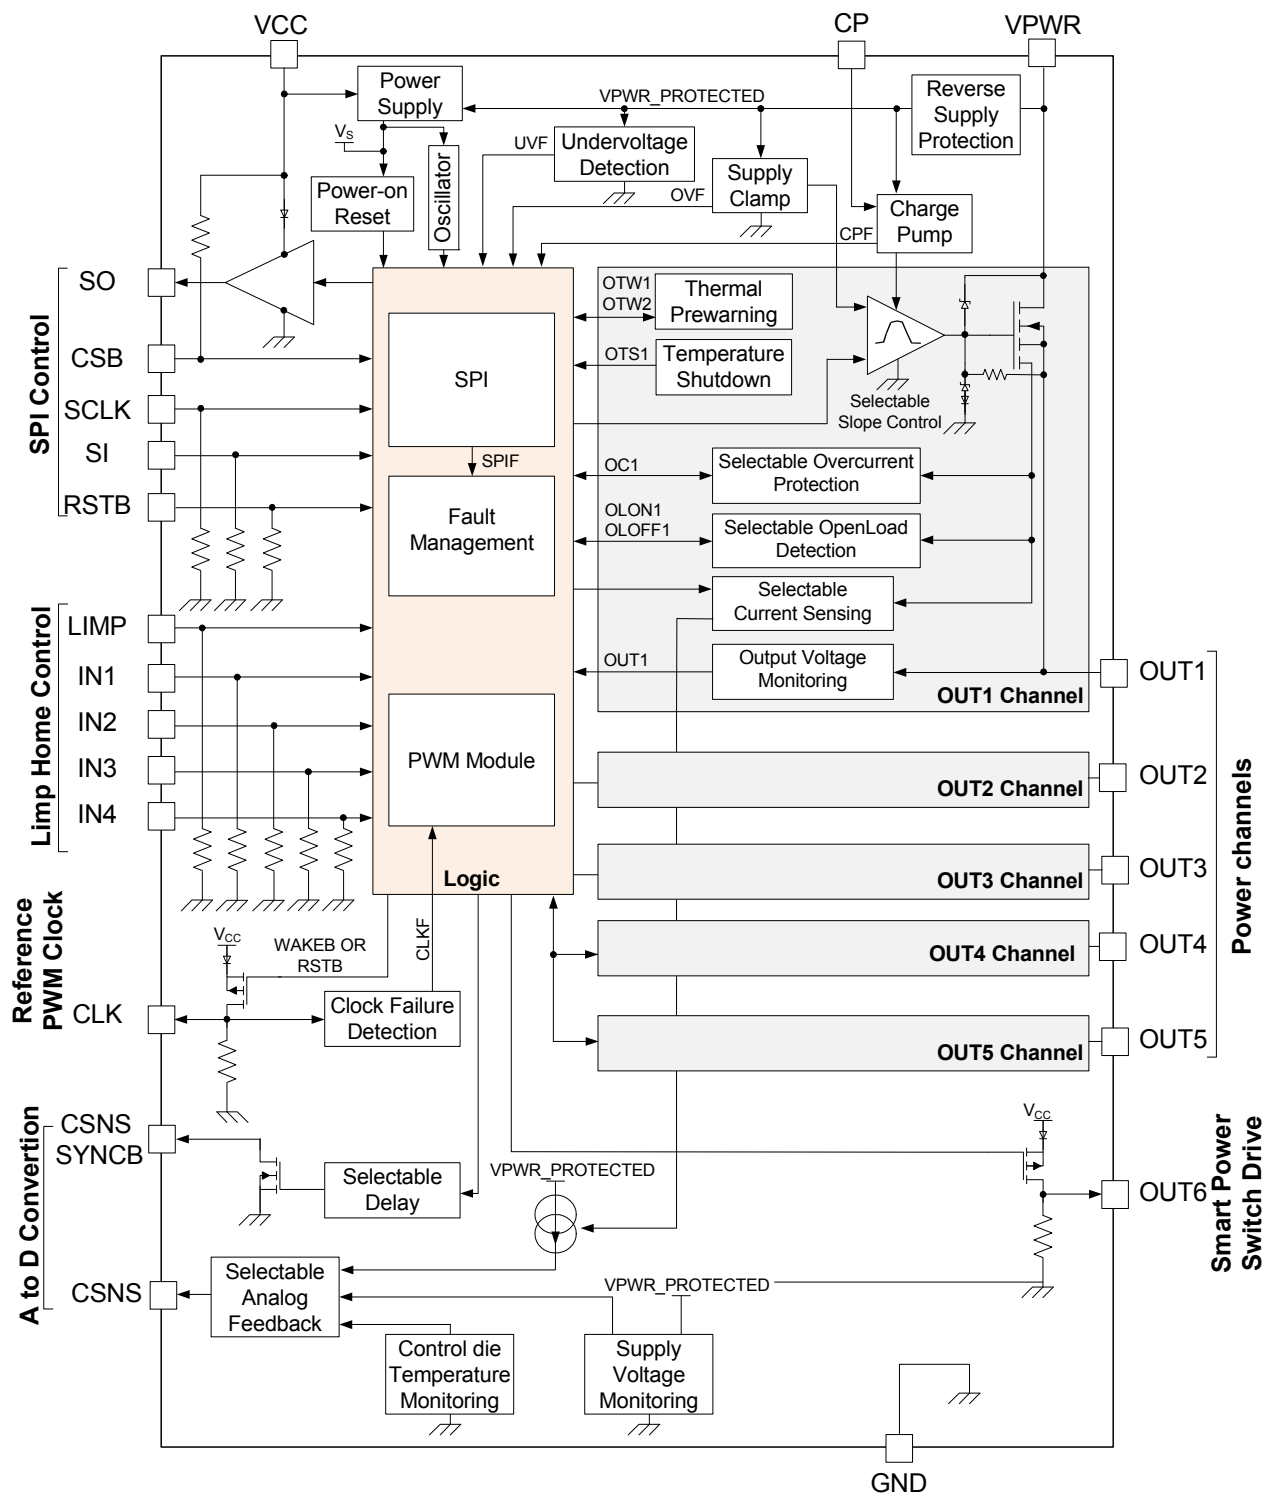 VCC
CP
VPWR
Power
Supply
VPWR_PROTECTED
Reverse
Supply
Protection
VS
UVF
Undervoltage
Detection
Oscillator
Power-on
Reset
OVF
Supply
Clamp
CPF
Charge
Pump
SPI Control
SO
CSB
SCLK
SI
RSTB
SPI
SPIF
Fault
Management
OTW1
OTW2
Thermal
Prewarning
OTS1
Temperature
Shutdown
Selectable
Slope Control
OC1
Selectable Overcurrent
Protection
OLON1
OLOFF1
Selectable OpenLoad
Detection
Selectable
Current Sensing
OUT1
Output Voltage
Monitoring
OUT1 Channel
Limp Home Control
LIMP
IN1
IN2
IN3
IN4
PWM Module
Logic
OUT2 Channel
OUT3 Channel
OUT4 Channel
OUT5 Channel
OUT1
OUT2
OUT3
OUT4
OUT5
Power channels
Reference
PWM Clock
CLK
VCC
WAKEB OR
RSTB
CLKF
Clock Failure
Detection
A to D Convertion
CSNS
SYNCB
CSNS
Selectable
Delay
VPWR_PROTECTED
VCC
OUT6
Smart Power
Switch Drive
Selectable
Analog
Feedback
VPWR_PROTECTED
Control die
Temperature
Monitoring
Supply
Voltage
Monitoring
GND